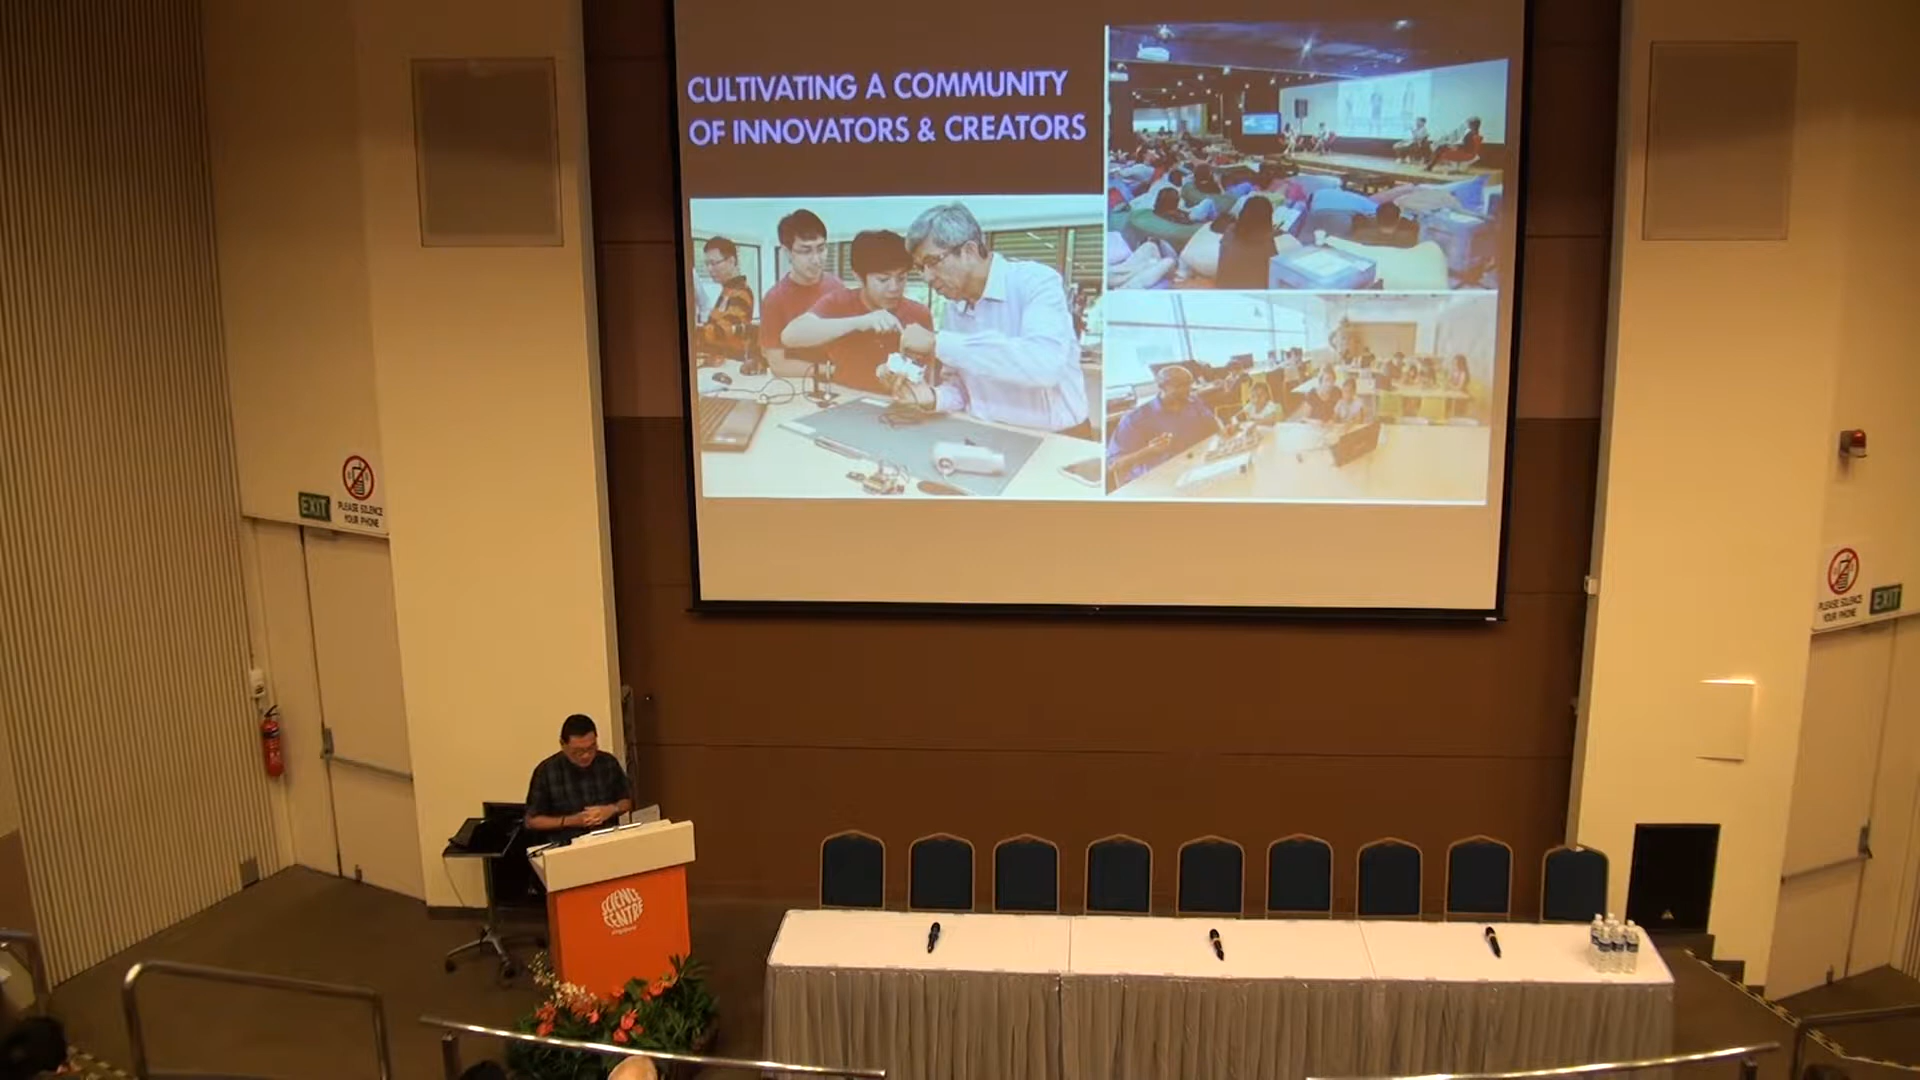 CULTIVATING A COMMUNITY
OF INNOVATORS & CREATORS
EXIT
PLEASE SILENCE
YOUR PHONE
PLEASE SILENCE
YOUR PHONE
EXIT
SCIENCE
CENTRE